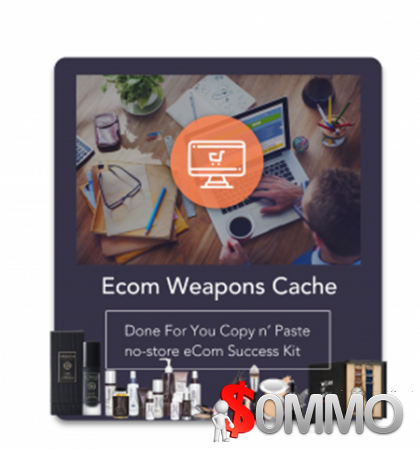 Ecom Weapons Cache
Done For You Copy n' Paste
no-store eCom Success Kit
$OMMO